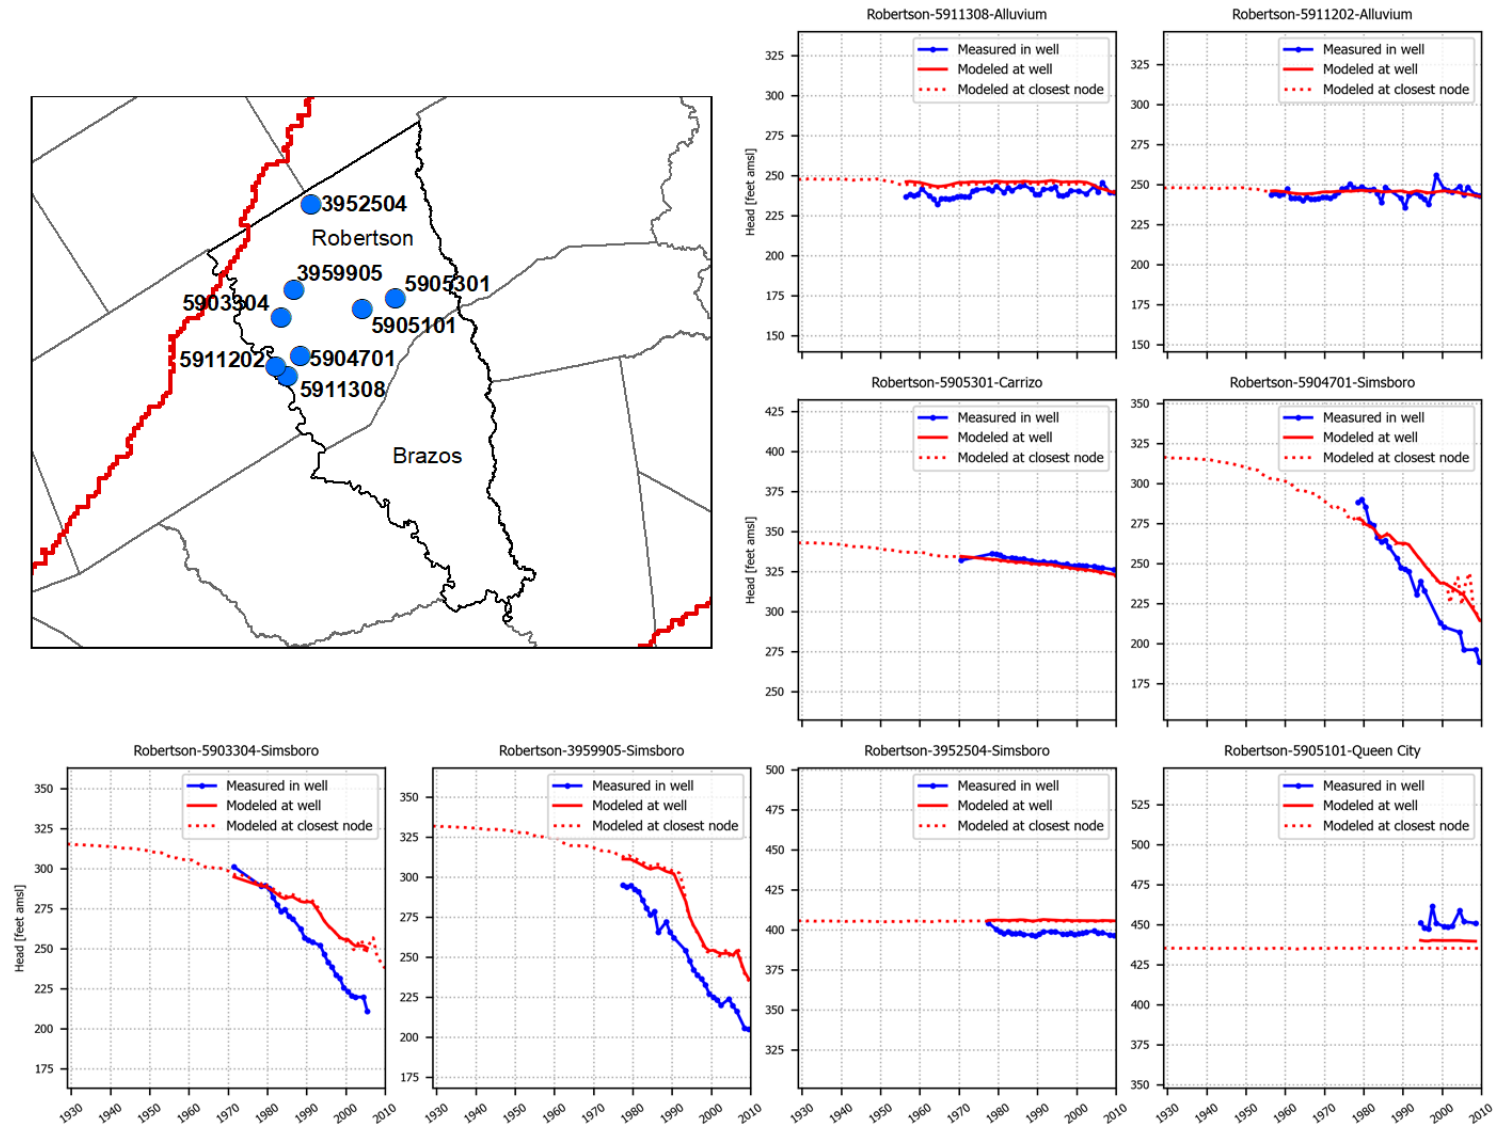 3952504
Robertson
3959905
5905301
5903304
5905101
5911202
5904701
5911308
Brazos
Robertson-5911308-Alluvium
Measured in well
Modeled at well
Modeled at closest node
Head [feet amsl]
325
300
275
250
225
200
175
150
Robertson-5911202-Alluvium
Measured in well
Modeled at well
Modeled at closest node
325
300
275
250
225
200
175
150
Robertson-5905301-Carrizo
Measured in well
Modeled at well
Modeled at closest node
Head [feet amsl]
425
400
375
350
325
300
275
250
Robertson-5904701-Simsboro
Measured in well
Modeled at well
Modeled at closest node
350
325
300
275
250
225
200
175
Robertson-5903304-Simsboro
Measured in well
Modeled at well
Modeled at closest node
Head [feet amsl]
350
325
300
275
250
225
200
175
1930 1940 1950 1960 1970 1980 1990 2000 2010
Robertson-3959905-Simsboro
Measured in well
Modeled at well
Modeled at closest node
350
325
300
275
250
225
200
175
1930 1940 1950 1960 1970 1980 1990 2000 2010
Robertson-3952504-Simsboro
Measured in well
Modeled at well
Modeled at closest node
500
475
450
425
400
375
350
325
1930 1940 1950 1960 1970 1980 1990 2000 2010
Robertson-5905101-Queen City
Measured in well
Modeled at well
Modeled at closest node
525
500
475
450
425
400
375
350
1930 1940 1950 1960 1970 1980 1990 2000 2010